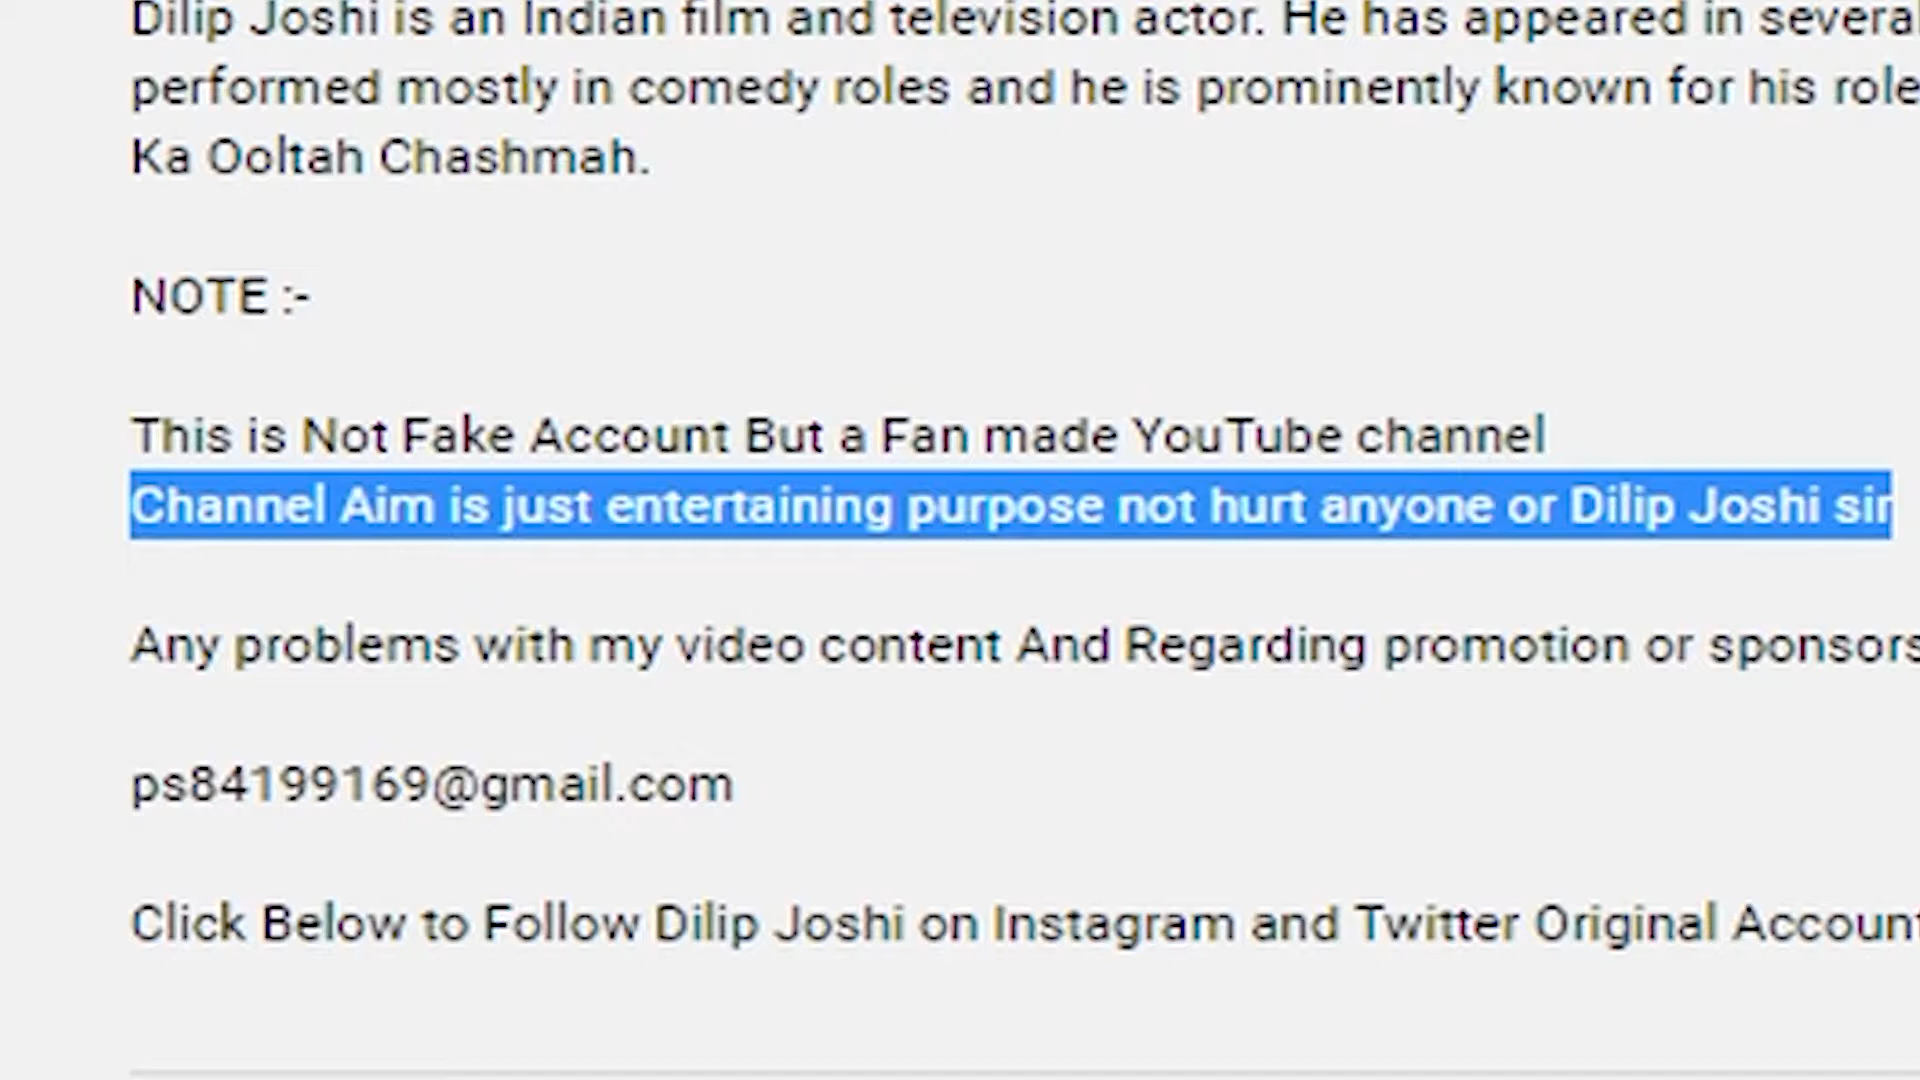 Dilip Joshi is an Indian film and television actor. He has appeared in several
performed mostly in comedy roles and he is prominently known for his role
Ka Ooltah Chashmah.
NOTE :-
This is Not Fake Account But a Fan made YouTube channel
Channel Aim is just entertaining purpose not hurt anyone or Dilip Joshi sir
Any problems with my video content And Regarding promotion or
ps84199169@gmail.com
Click Below to Follow Dilip Joshi on Instagram and Twitter Original